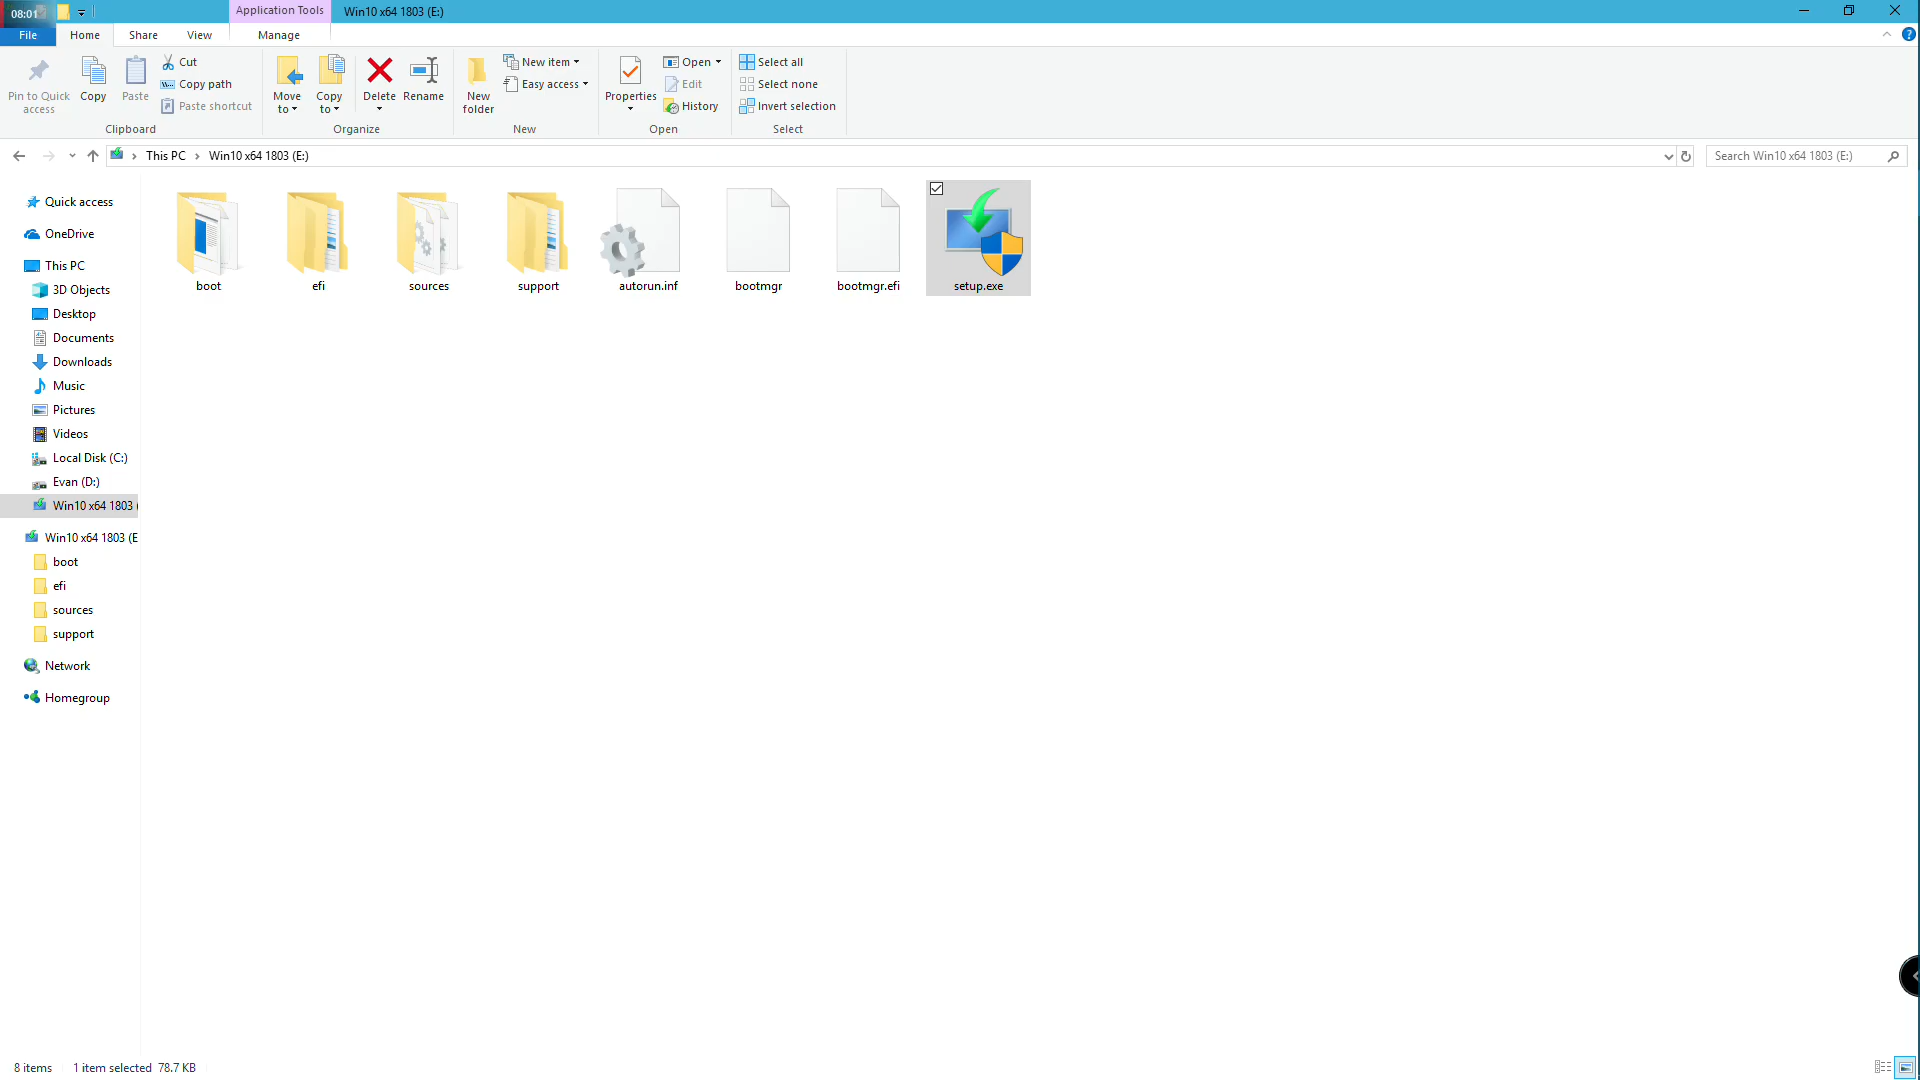 08:01
Application Tools
Win10 x64 1803 (E:)
File
Home
Share
View
Manage
Pin to Quick access
Copy
Paste
Cut
Copy path
Paste shortcut
Clipboard
Move to
Copy to
Delete
Rename
Organize
New folder
New item
Easy access
New
Properties
Open
Edit
History
Open
Select all
Select none
Invert selection
Select
This PC
Win10 x64 1803 (E:)
Search Win10 x64 1803 (E:)
Quick access
OneDrive
This PC
3D Objects
Desktop
Documents
Downloads
Music
Pictures
Videos
Local Disk (C:)
Evan (D:)
Win10 x64 1803 (
Win10 x64 1803 (E
boot
efi
sources
support
Network
Homegroup
boot
efi
sources
support
autorun.inf
bootmgr
bootmgr.efi
setup.exe
8 items
1 item selected 78.7 KB